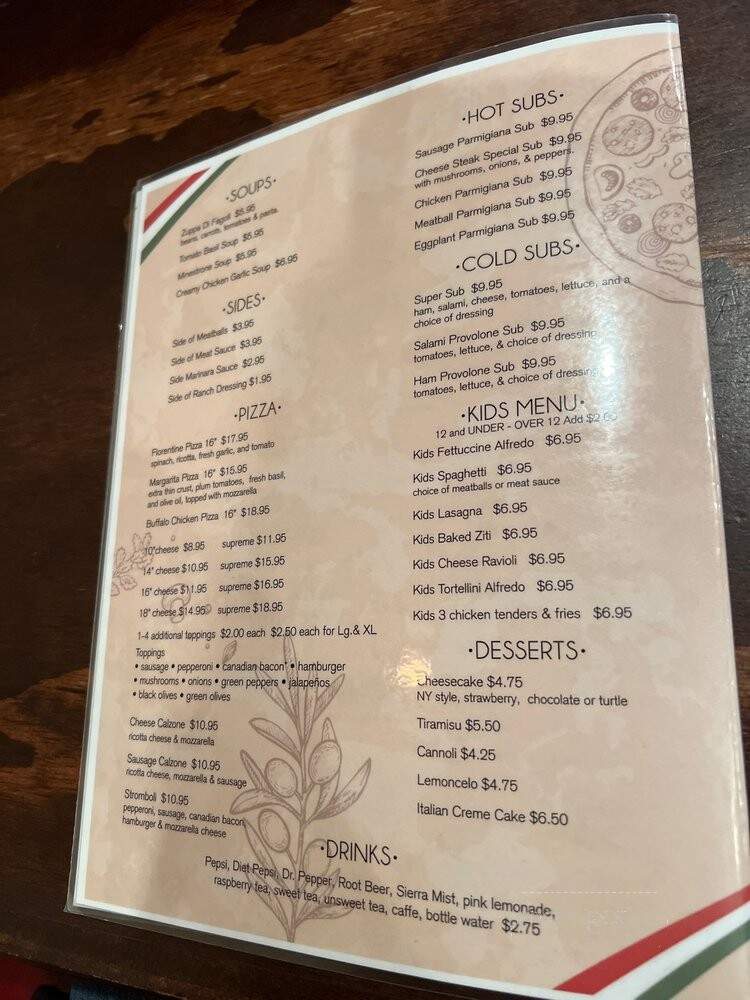 ·SOUPS·
Zuppa Di Fagoli $5.95
beans, carrots, tomatoes & pasta
Tomato Basil Soup $5.95
Minestrone Soup $5.95
Creamy Chicken Garlic Soup $6.95
·SIDES·
Side of Meatballs $3.95
Side of Meat Sauce $3.95
Side Marinara Sauce $2.95
Side of Ranch Dressing $1.95
·PIZZA·
Florentine Pizza 16" $17.95
spinach, ricotta, fresh garlic, and tomato
Margarita Pizza 16" $15.95
extra thin crust, plum tomatoes, fresh basil,
and olive oil, topped with mozzarella
Buffalo Chicken Pizza 16" $18.95
10"cheese $8.95 supreme $11.95
14" cheese $10.95 supreme $15.95
16" cheese $11.95 supreme $16.95
18" cheese $14.95 supreme $18.95
1-4 additional tappings $2.00 each $2.50 each for Lg.& XL
Toppings
• sausage • pepperoni • canadian bacon" • hamburger
• mushrooms • onions • green peppers • jalapeños
• black olives • green olives
Cheese Calzone $10.95
ricotta cheese & mozzarella
Sausage Calzone $10.95
ricotta cheese, mozzarella & sausage
Stromboli $10.95
pepperoni, sausage, canadian bacon,
hamburger & mozzarella cheese
·HOT SUBS·
Sausage Parmigiana Sub $9.95
Cheese Steak Special Sub $9.95
with mushrooms, onions, & peppers.
Chicken Parmigiana Sub $9.95
Meatball Parmigiana Sub $9.95
Eggplant Parmigiana Sub $9.95
·COLD SUBS·
Super Sub $9.95
ham, salami, cheese, tomatoes, lettuce, and a
choice of dressing
Salami Provolone Sub $9.95
tomatoes, lettuce, & choice of dressing
Ham Provolone Sub $9.95
tomatoes, lettuce, & choice of dressing
·KIDS MENU·
12 and UNDER - OVER 12 Add
Kids Fettuccine Alfredo $6.95
Kids Spaghetti $6.95
choice of meatballs or meat sauce
Kids Lasagna $6.95
Kids Baked Ziti $6.95
Kids Cheese Ravioli $6.95
Kids Tortellini Alfredo $6.95
Kids 3 chicken tenders & fries $6.95
·DESSERTS·
Cheesecake $4.75
NY style, strawberry, chocolate or turtle
Tiramisu $5.50
Cannoli $4.25
Lemoncelo $4.75
Italian Creme Cake $6.50
·DRINKS·
Pepsi, Diet Pepsi, Dr. Pepper, Root Beer, Sierra Mist, pink lemonade,
raspberry tea, sweet tea, unsweet tea, caffe, bottle water $2.75